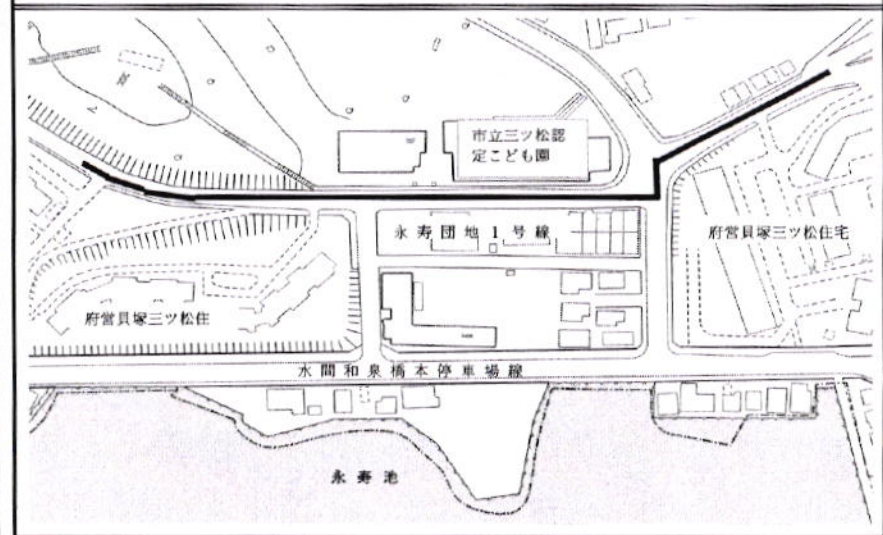 市立三ツ松認
定こども園
永寿団地1号線
府営貝塚三ツ松住宅
府営貝塚三ツ松住
水間和泉橋本停車場線
永寿池